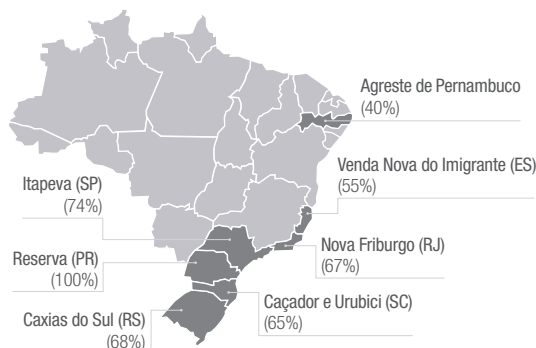 Agreste de Pernambuco
(40%)
Venda Nova do Imigrante (ES)
(55%)
Itapeva (SP)
(74%)
Nova Friburgo (RJ)
(67%)
Reserva (PR)
(100%)
Caçador e Urubici (SC)
(65%)
Caxias do Sul (RS)
(68%)